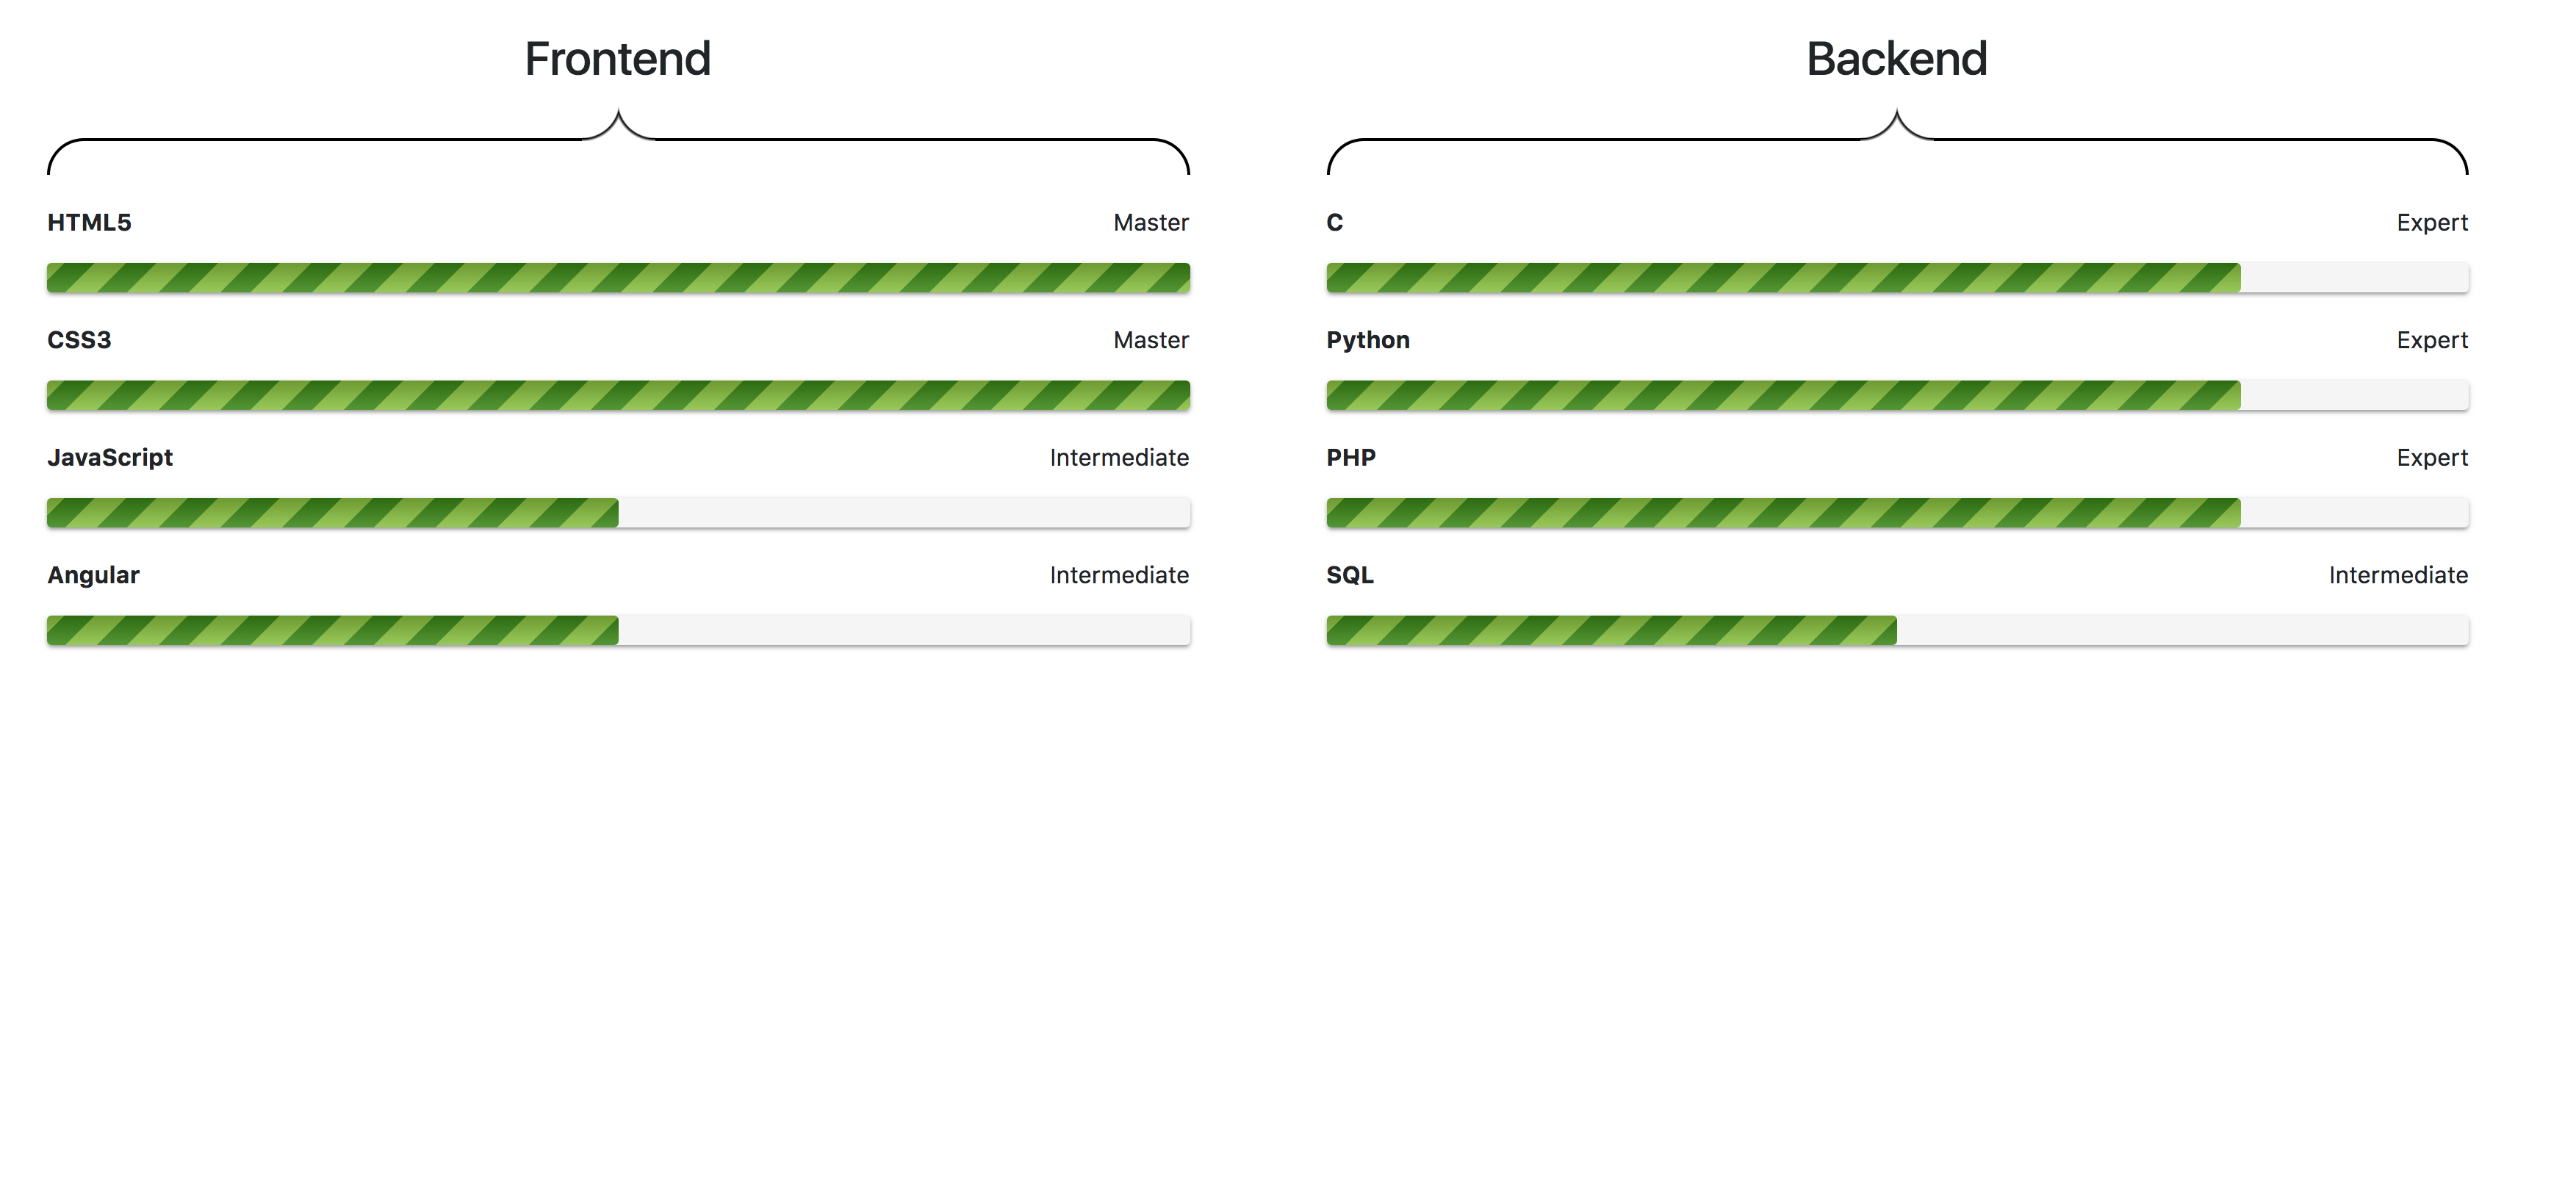 Frontend
HTML5 Master
CSS3 Master
JavaScript Intermediate
Angular Intermediate
Backend
C Expert
Python Expert
PHP Expert
SQL Intermediate